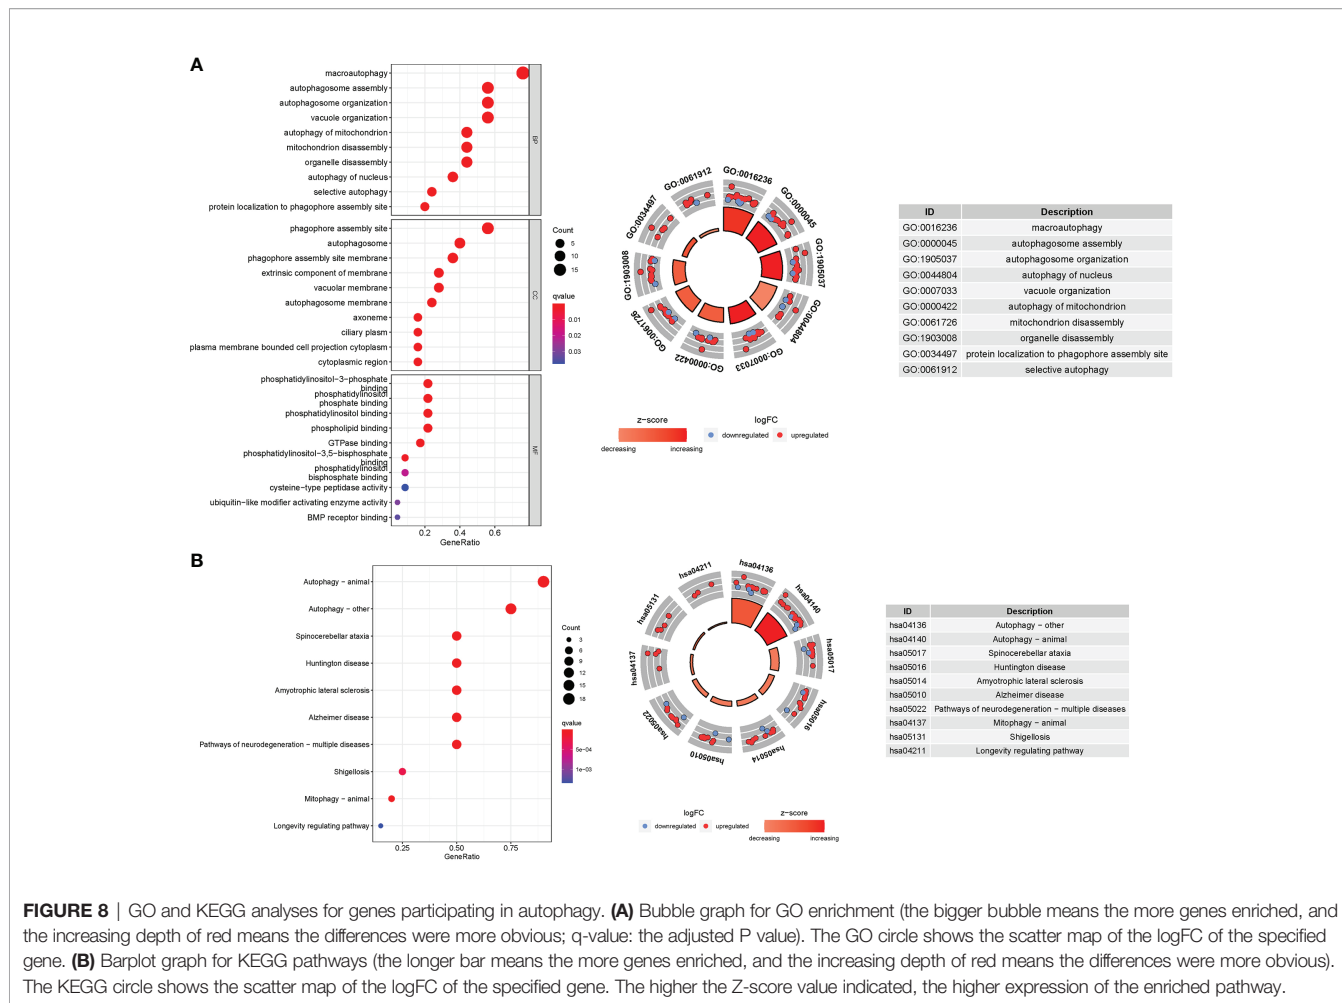 A
macroautophagy
autophagosome assembly
autophagosome organization
vacuole organization
autophagy of mitochondrion
mitochondrion disassembly
organelle disassembly
autophagy of nucleus
selective autophagy
protein localization to phagophore assembly site
BP
phagophore assembly site
autophagosome
phagophore assembly site membrane
extrinsic component of membrane
vacuolar membrane
autophagosome membrane
axoneme
ciliary plasm
plasma membrane bounded cell projection cytoplasm
cytoplasmic region
CC
phosphatidylinositol−3−phosphate
binding
phosphatidylinositol
phosphate binding
phosphatidylinositol binding
phospholipid binding
GTPase binding
phosphatidylinositol−3,5−bisphosphate
binding
phosphatidylinositol
bisphosphate binding
cysteine−type peptidase activity
ubiquitin−like modifier activating enzyme activity
BMP receptor binding
MF
0.2 0.4 0.6
GeneRatio
Count
5
10
15
qvalue
0.01
0.02
0.03
GO:0016236
GO:0000045
GO:1905037
GO:0044804
GO:0007033
GO:0000422
GO:0061726
GO:1903008
GO:0034497
GO:0061912
z−score
decreasing increasing
logFC
downregulated upregulated
ID Description
GO:0016236 macroautophagy
GO:0000045 autophagosome assembly
GO:1905037 autophagosome organization
GO:0044804 autophagy of nucleus
GO:0007033 vacuole organization
GO:0000422 autophagy of mitochondrion
GO:0061726 mitochondrion disassembly
GO:1903008 organelle disassembly
GO:0034497 protein localization to phagophore assembly site
GO:0061912 selective autophagy
B
Autophagy − animal
Autophagy − other
Spinocerebellar ataxia
Huntington disease
Amyotrophic lateral sclerosis
Alzheimer disease
Pathways of neurodegeneration − multiple diseases
Shigellosis
Mitophagy − animal
Longevity regulating pathway
0.25 0.50 0.75
GeneRatio
Count
3
6
9
12
15
18
qvalue
5e−04
1e−03
hsa04136
hsa04140
hsa05017
hsa05016
hsa05014
hsa05010
hsa05022
hsa04137
hsa05131
hsa04211
logFC
downregulated upregulated
z−score
decreasing increasing
ID Description
hsa04136 Autophagy − other
hsa04140 Autophagy − animal
hsa05017 Spinocerebellar ataxia
hsa05016 Huntington disease
hsa05014 Amyotrophic lateral sclerosis
hsa05010 Alzheimer disease
hsa05022 Pathways of neurodegeneration − multiple diseases
hsa04137 Mitophagy − animal
hsa05131 Shigellosis
hsa04211 Longevity regulating pathway
FIGURE 8 | GO and KEGG analyses for genes participating in autophagy. (A) Bubble graph for GO enrichment (the bigger bubble means the more genes enriched, and
the increasing depth of red means the differences were more obvious; q-value: the adjusted P value). The GO circle shows the scatter map of the logFC of the specified
gene. (B) Barplot graph for KEGG pathways (the longer bar means the more genes enriched, and the increasing depth of red means the differences were more obvious).
The KEGG circle shows the scatter map of the logFC of the specified gene. The higher the Z-score value indicated, the higher expression of the enriched pathway.